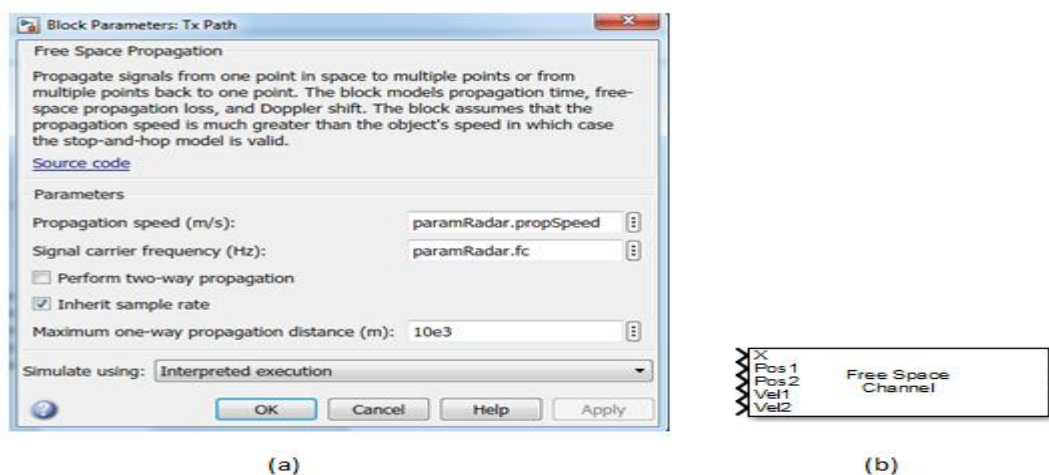 Block Parameters: Tx Path
Free Space Propagation
Propagate signals from one point in space to multiple points or from
multiple points back to one point. The block models propagation time, free-
space propagation loss, and Doppler shift. The block assumes that the
propagation speed is much greater than the object's speed in which case
the stop-and-hop model is valid.
Source code
Parameters
Propagation speed (m/s): paramRadar.propSpeed
Signal carrier frequency (Hz): paramRadar.fc
Perform two-way propagation
Inherit sample rate
Maximum one-way propagation distance (m): 10e3
Simulate using: Interpreted execution
OK Cancel Help Apply
X
Pos1
Pos2
Vel1
Vel2
Free Space
Channel
(a)
(b)